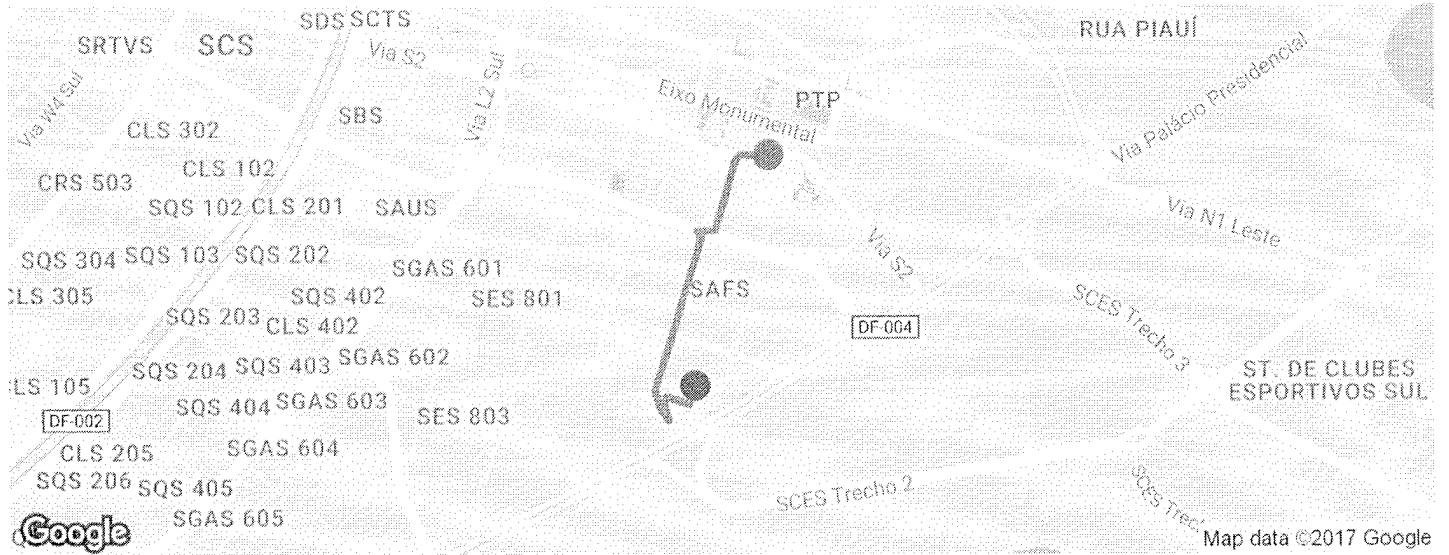 SDS SCTS
SRTVS
SCS
Via S2
RUA PIAUÍ
Via W4 Sul
CLS 302
SBS
Via L2 Sul
Eixo Monumental
PTP
Via Palácio Presidencial
CLS 102
CRS 503
SQS 102 CLS 201
SAUS
Via N1 Leste
SQS 304
SQS 103
SQS 202
SGAS 601
Via S2
CLS 305
SQS 402
SES 801
SAFS
SCES Trecho 3
SQS 203
CLS 402
DF-004
SQS 204
SQS 403
SGAS 602
CLS 105
ST. DE CLUBES
ESPORTIVOS SUL
SQS 404
SGAS 603
SES 803
DF-002
CLS 205
SGAS 604
SQS 206
SQS 405
SCES Trecho 2
SCES Trec
SGAS 605
Google
Map data ©2017 Google